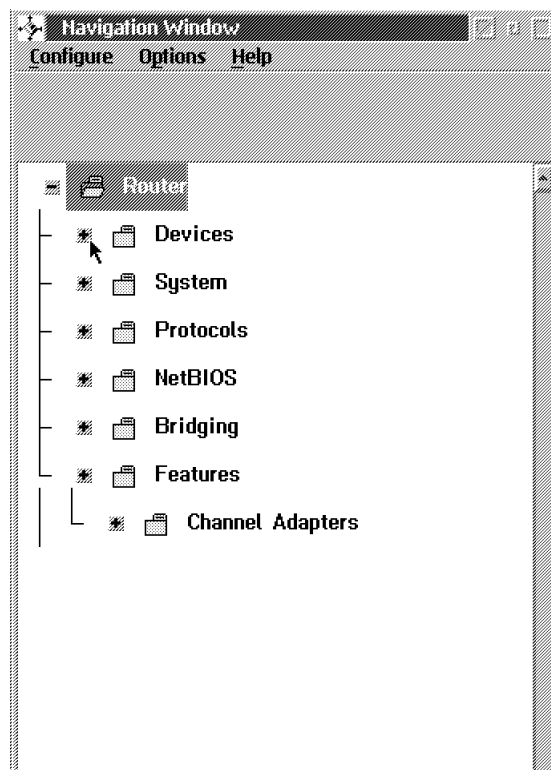 Navigation Window
Configure Options Help
Router
Devices
System
Protocols
NetBIOS
Bridging
Features
Channel Adapters